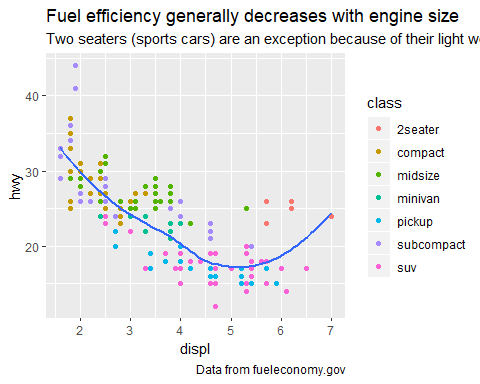 Fuel efficiency generally decreases with engine size
Two seaters (sports cars) are an exception because of their light w
hwy
40
30
20
2
3
4
5
6
7
displ
class
2seater
compact
midsize
minivan
pickup
subcompact
suv
Data from fueleconomy.gov